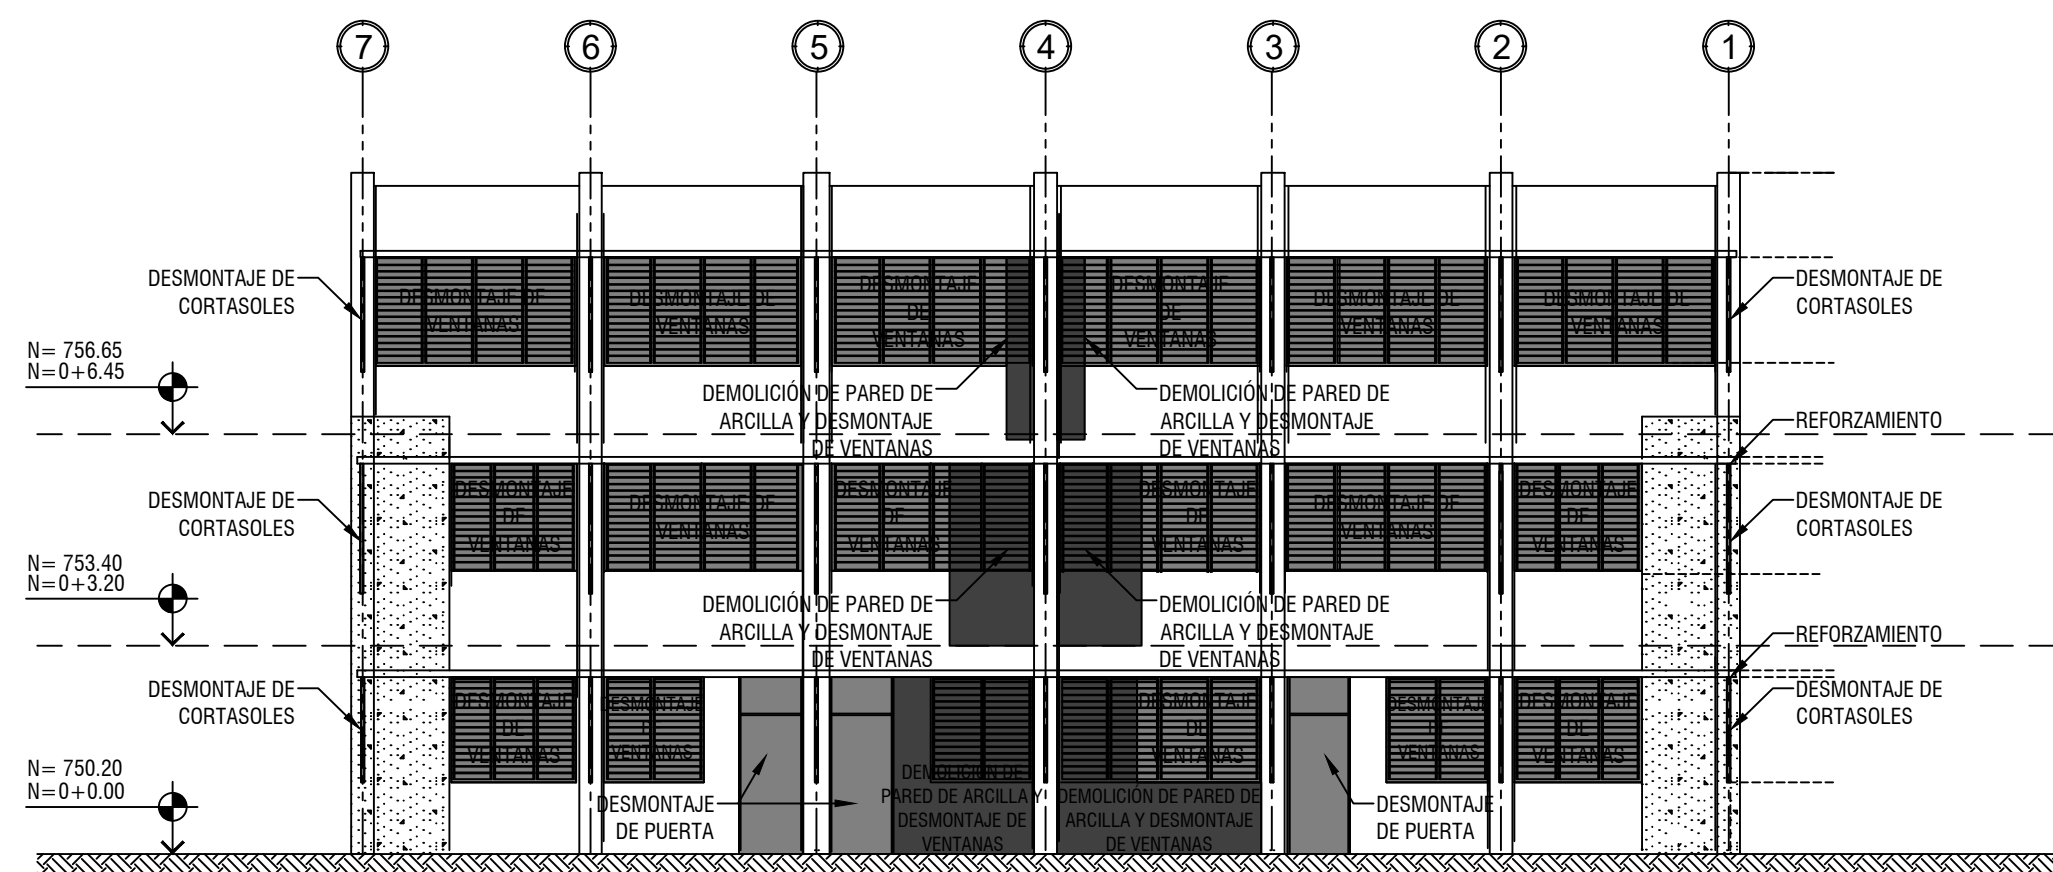 7 6 5 4 3 2 1
DESMONTAJE DE
CORTASOLES
DESMONTAJE DE
VENTANAS
DESMONTAJE DE
VENTANAS
DESMONTAJE
DE
VENTANAS
DESMONTAJE
DE
VENTANAS
DESMONTAJE DE
VENTANAS
DESMONTAJE DE
VENTANAS
DESMONTAJE DE
CORTASOLES
N= 756.65
N=0+6.45
DEMOLICIÓN DE PARED DE
ARCILLA Y DESMONTAJE
DE VENTANAS
DEMOLICIÓN DE PARED DE
ARCILLA Y DESMONTAJE
DE VENTANAS
REFORZAMIENTO
DESMONTAJE DE
CORTASOLES
DESMONTAJE
DE
VENTANAS
DESMONTAJE DE
VENTANAS
DESMONTAJE
DE
VENTANAS
DESMONTAJE
DE
VENTANAS
DESMONTAJE DE
VENTANAS
DESMONTAJE
DE
VENTANAS
DESMONTAJE DE
CORTASOLES
N= 753.40
N=0+3.20
DEMOLICIÓN DE PARED DE
ARCILLA Y DESMONTAJE
DE VENTANAS
DEMOLICIÓN DE PARED DE
ARCILLA Y DESMONTAJE
DE VENTANAS
REFORZAMIENTO
DESMONTAJE DE
CORTASOLES
DESMONTAJE
DE
VENTANAS
DESMONTAJE
VENTANAS
DESMONTAJE
DE
VENTANAS
DESMONTAJE
VENTANAS
DESMONTAJE
DE
VENTANAS
DESMONTAJE DE
CORTASOLES
N= 750.20
N=0+0.00
DESMONTAJE
DE PUERTA
DEMOLICIÓN DE
PARED DE ARCILLA Y
DESMONTAJE DE
VENTANAS
DEMOLICIÓN DE PARED DE
ARCILLA Y DESMONTAJE
DE VENTANAS
DESMONTAJE
DE PUERTA